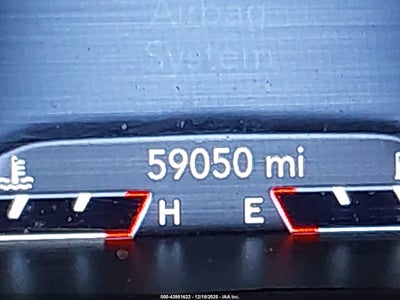 Airbag
System
59050 mi
H E
000-43951622 - 12/18/2025 - IAA Inc.